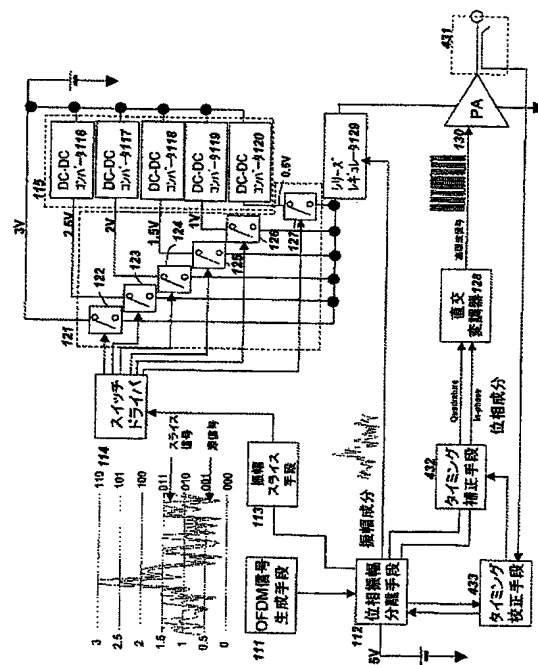 3V
115
DC-DC
コンバータ116
DC-DC
コンバータ117
DC-DC
コンバータ118
DC-DC
コンバータ119
DC-DC
コンバータ120
2.5V
2V
1.5V
1V
0.5V
121
122
123
124
125
126
127
スイッチ
ドライバ
114
シリーズ
レギュレータ129
431
PA
130
3
2.5
2
1.5
1
0.5
0
110
101
100
011
010
001
000
スライス
信号
原信号
振幅
スライス
手段
113
OFDM信号
生成手段
111
振幅成分
位相振幅
分離手段
112
5V
直交
変調器128
Quadrature
In-phase
位相成分
432
タイミング
補正手段
433
タイミング
校正手段